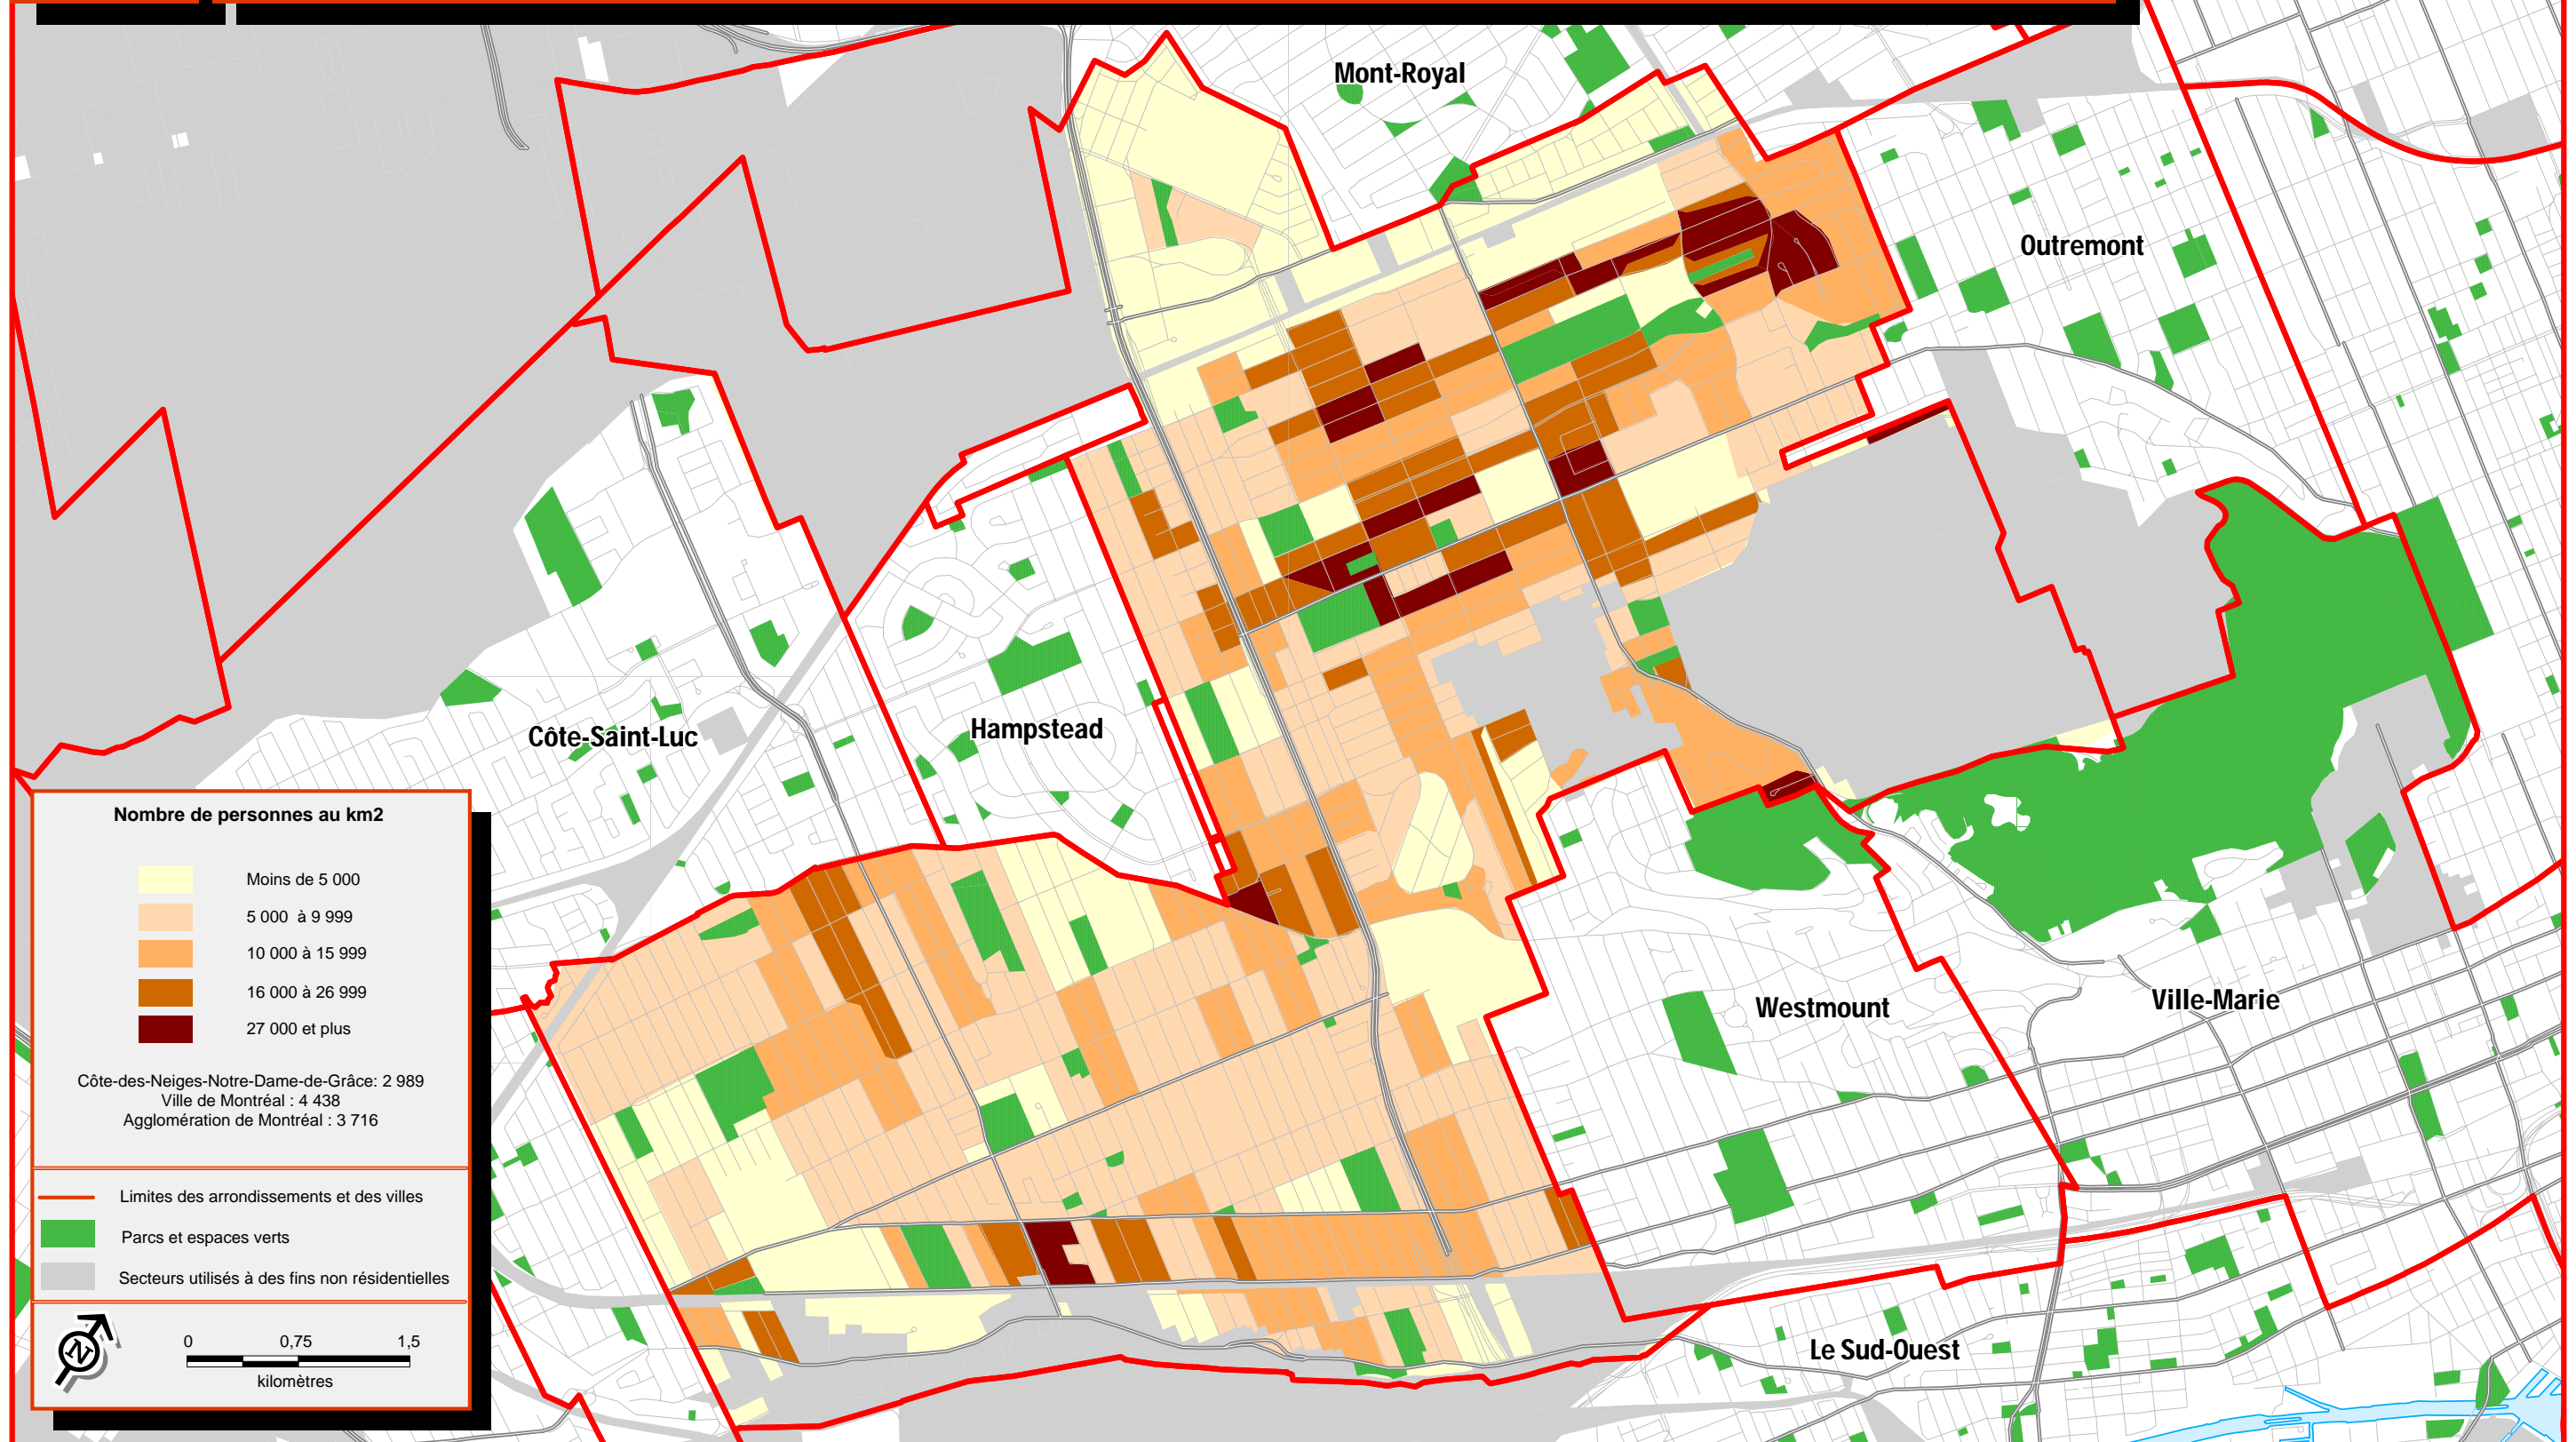 Mont-Royal
Outremont
Côte-Saint-Luc
Hampstead
Westmount
Ville-Marie
Le Sud-Ouest
Nombre de personnes au km2
Moins de 5 000
5 000 à 9 999
10 000 à 15 999
16 000 à 26 999
27 000 et plus
Côte-des-Neiges-Notre-Dame-de-Grâce: 2 989
Ville de Montréal : 4 438
Agglomération de Montréal : 3 716
Limites des arrondissements et des villes
Parcs et espaces verts
Secteurs utilisés à des fins non résidentielles
N
0 0,75 1,5
kilomètres